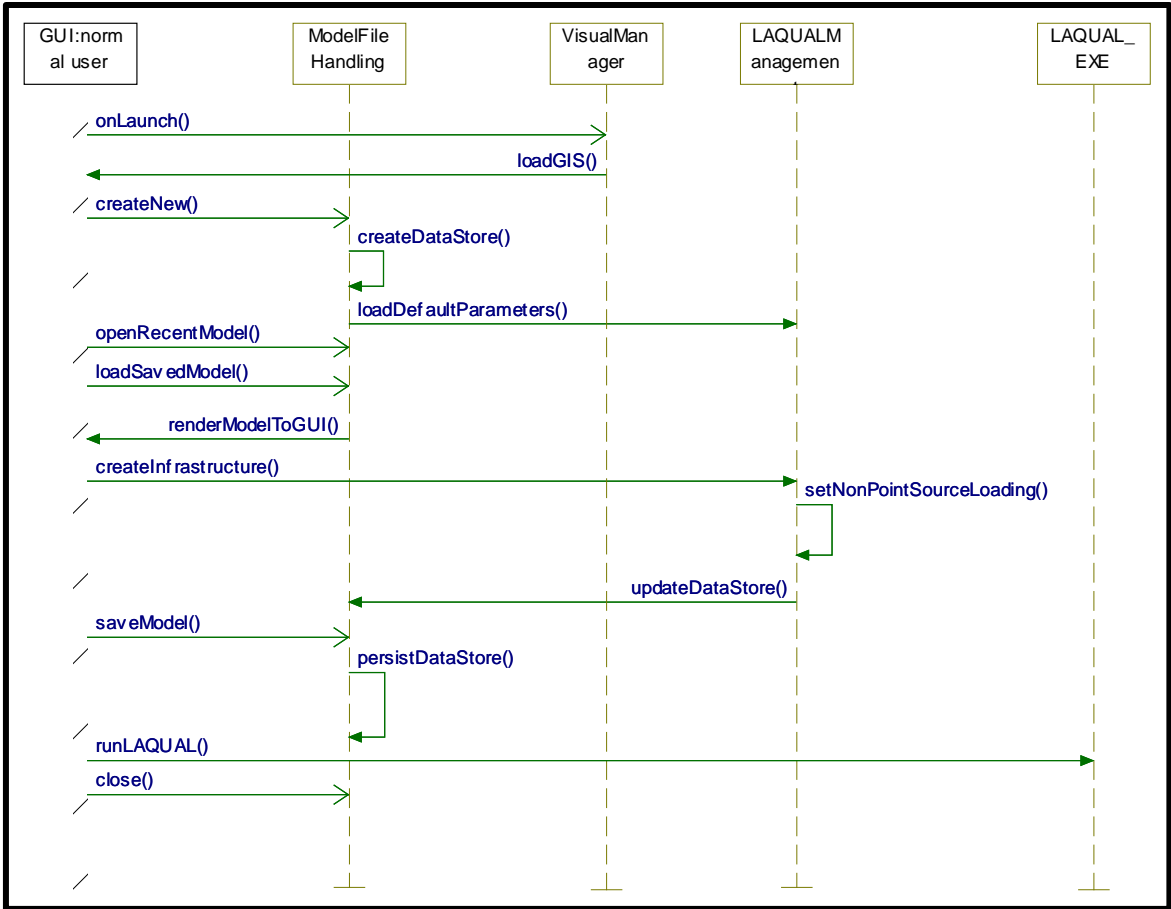 GUI:norm
al user
ModelFile
Handling
VisualMan
ager
LAQUALM
anagemen
LAQUAL_
EXE
onLaunch()
loadGIS()
createNew()
createDataStore()
loadDefaultParameters()
openRecentModel()
loadSavedModel()
renderModelToGUI()
createInfrastructure()
setNonPointSourceLoading()
updateDataStore()
saveModel()
persistDataStore()
runLAQUAL()
close()